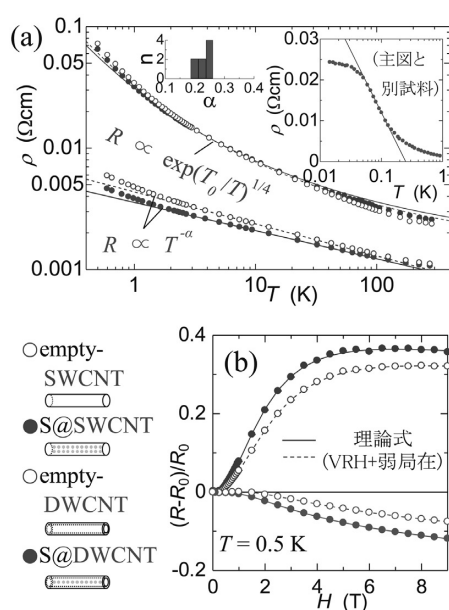 (a)
ρ (Ωcm)
0.05
0.01
0.005
0.001
1
10
100
T (K)
n
4
0
0.1
0.2
0.3
0.4
α
ρ (Ωcm)
0.03
0.02
0.01
0
0.01
0.1
1
T (K)
(主図と
別試料)
R ∝ exp(T₀/T)^1/4
R ∝ T^-α
empty-
SWCNT
S@SWCNT
empty-
DWCNT
S@DWCNT
(b)
(R-R₀)/R₀
0.4
0.2
0
-0.2
理論式
(VRH+弱局在)
T = 0.5 K
0
2
4
6
8
H (T)